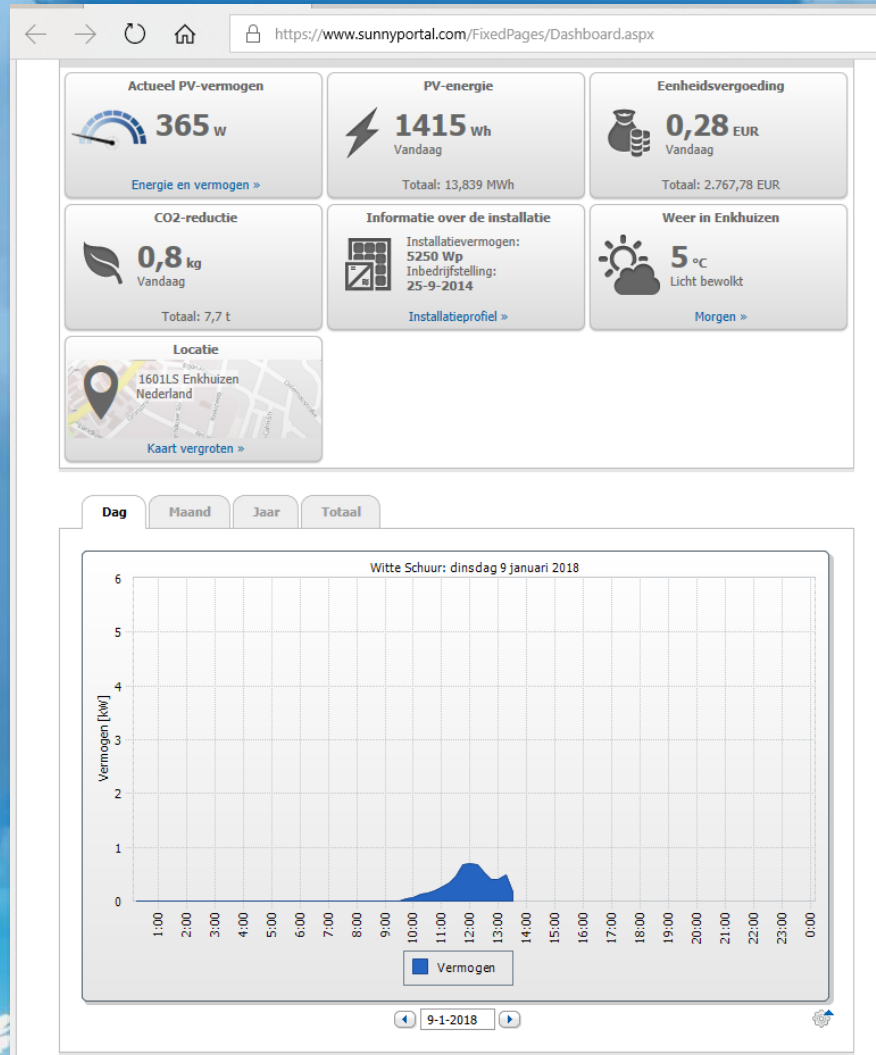 https://www.sunnyportal.com/FixedPages/Dashboard.aspx
Actueel PV-vermogen
365 W
Energie en vermogen »
PV-energie
1415 Wh
Vandaag
Totaal: 13,839 MWh
Eenheidsvergoeding
0,28 EUR
Vandaag
Totaal: 2.767,78 EUR
CO2-reductie
0,8 kg
Vandaag
Totaal: 7,7 t
Informatie over de installatie
Installatievermogen:
5250 Wp
Inbedrijfstelling:
25-9-2014
Installatieprofiel »
Weer in Enkhuizen
5 °C
Licht bewolkt
Morgen »
Locatie
1601LS Enkhuizen
Nederland
Kaart vergroten »
Dag Maand Jaar Totaal
Witte Schuur: dinsdag 9 januari 2018
Vermogen [kW]
6
5
4
3
2
1
0
1:00 2:00 3:00 4:00 5:00 6:00 7:00 8:00 9:00 10:00 11:00 12:00 13:00 14:00 15:00 16:00 17:00 18:00 19:00 20:00 21:00 22:00 23:00 0:00
Vermogen
9-1-2018